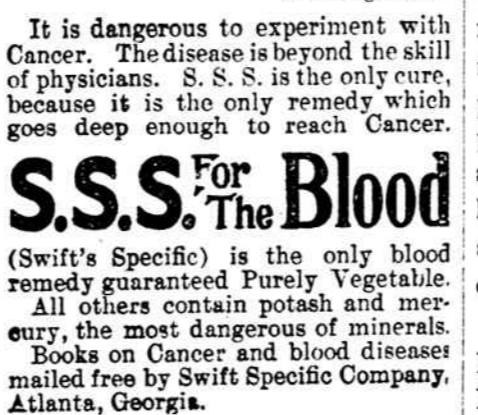 It is dangerous to experiment with
Cancer. The disease is beyond the skill
of physicians. S. S. S. is the only cure,
because it is the only remedy which
goes deep enough to reach Cancer.
S.S.S. For The Blood
(Swift's Specific) is the only blood
remedy guaranteed Purely Vegetable.
All others contain potash and mer-
cury, the most dangerous of minerals.
Books on Cancer and blood diseases
mailed free by Swift Specific Company,
Atlanta, Georgia.